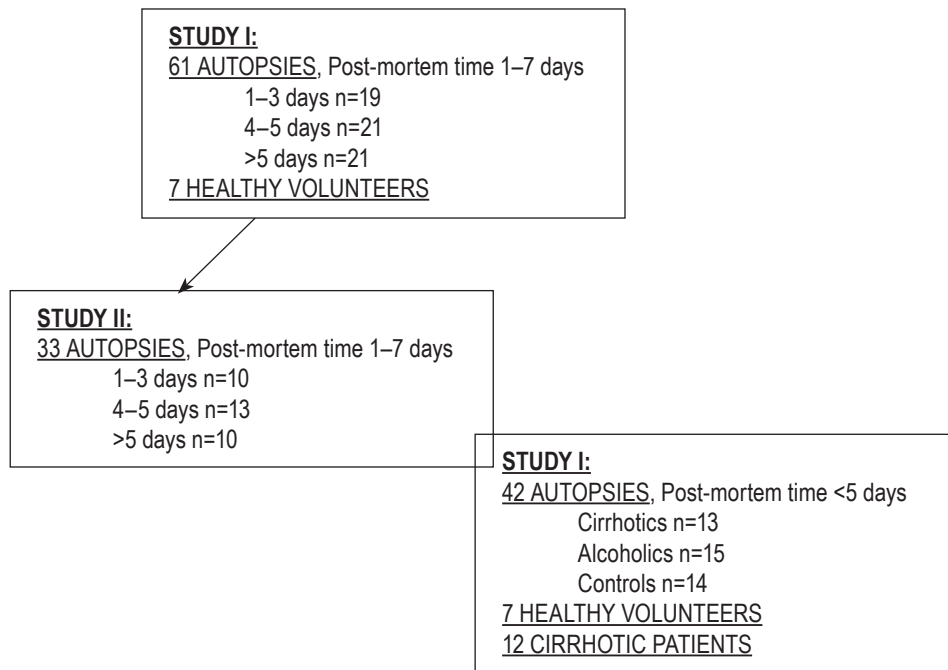 STUDY I:
61 AUTOPSIES, Post-mortem time 1–7 days
1–3 days n=19
4–5 days n=21
>5 days n=21
7 HEALTHY VOLUNTEERS
STUDY II:
33 AUTOPSIES, Post-mortem time 1–7 days
1–3 days n=10
4–5 days n=13
>5 days n=10
STUDY I:
42 AUTOPSIES, Post-mortem time <5 days
Cirrhotics n=13
Alcoholics n=15
Controls n=14
7 HEALTHY VOLUNTEERS
12 CIRRHOTIC PATIENTS